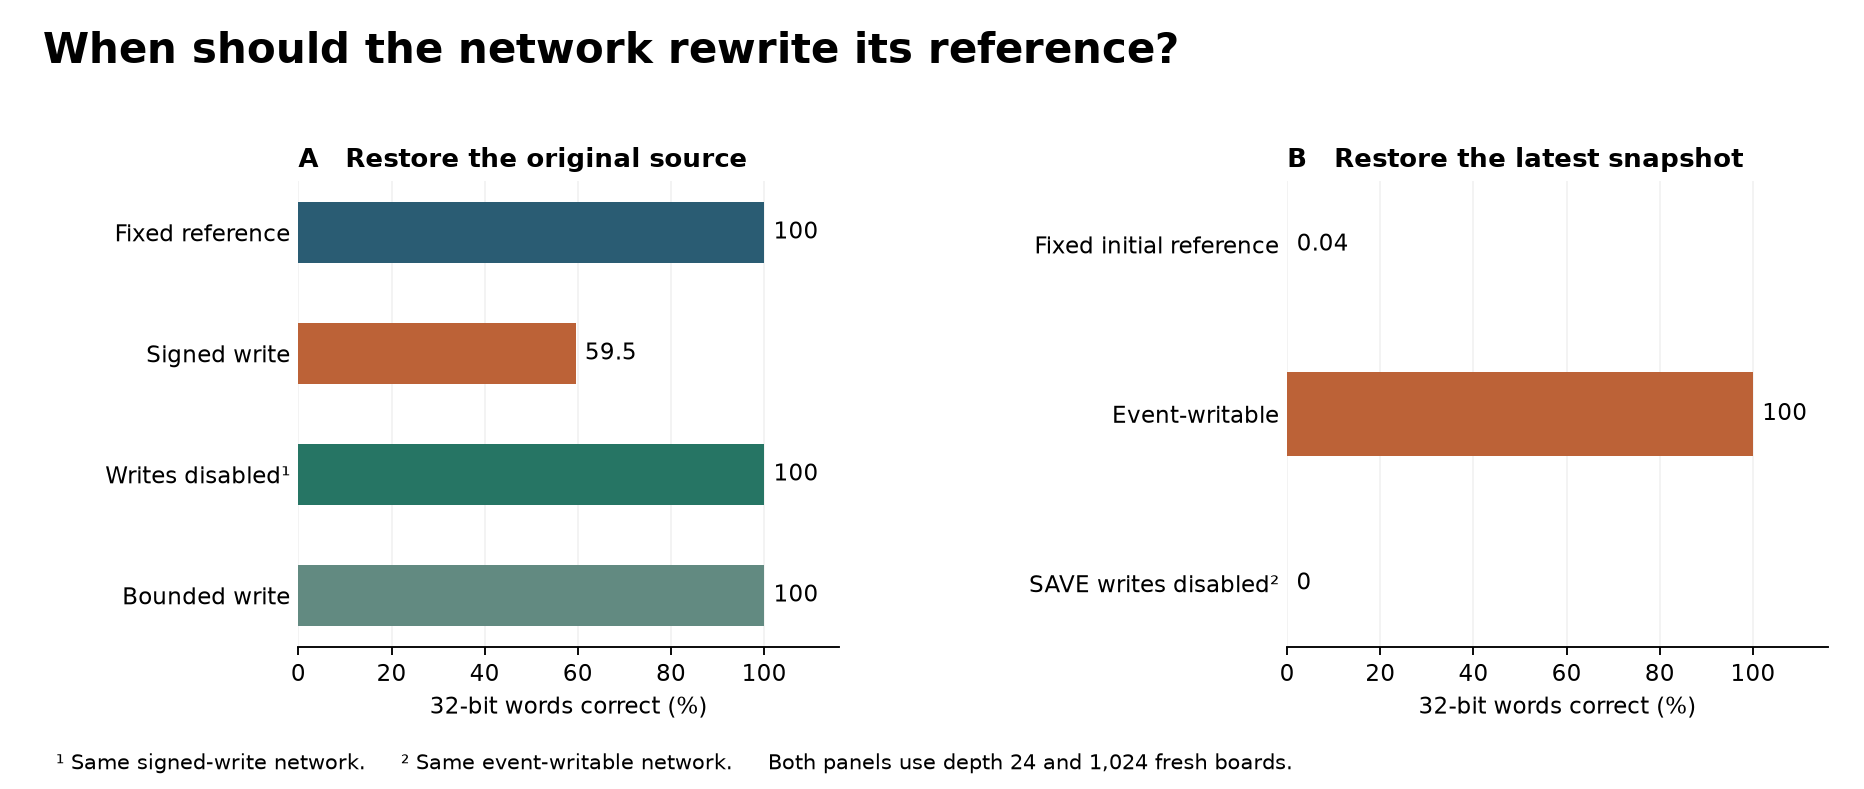 When should the network rewrite its reference?
A Restore the original source
Fixed reference 100
Signed write 59.5
Writes disabled¹ 100
Bounded write 100
0 20 40 60 80 100
32-bit words correct (%)
B Restore the latest snapshot
Fixed initial reference 0.04
Event-writable 100
SAVE writes disabled² 0
0 20 40 60 80 100
32-bit words correct (%)
¹ Same signed-write network. ² Same event-writable network. Both panels use depth 24 and 1,024 fresh boards.